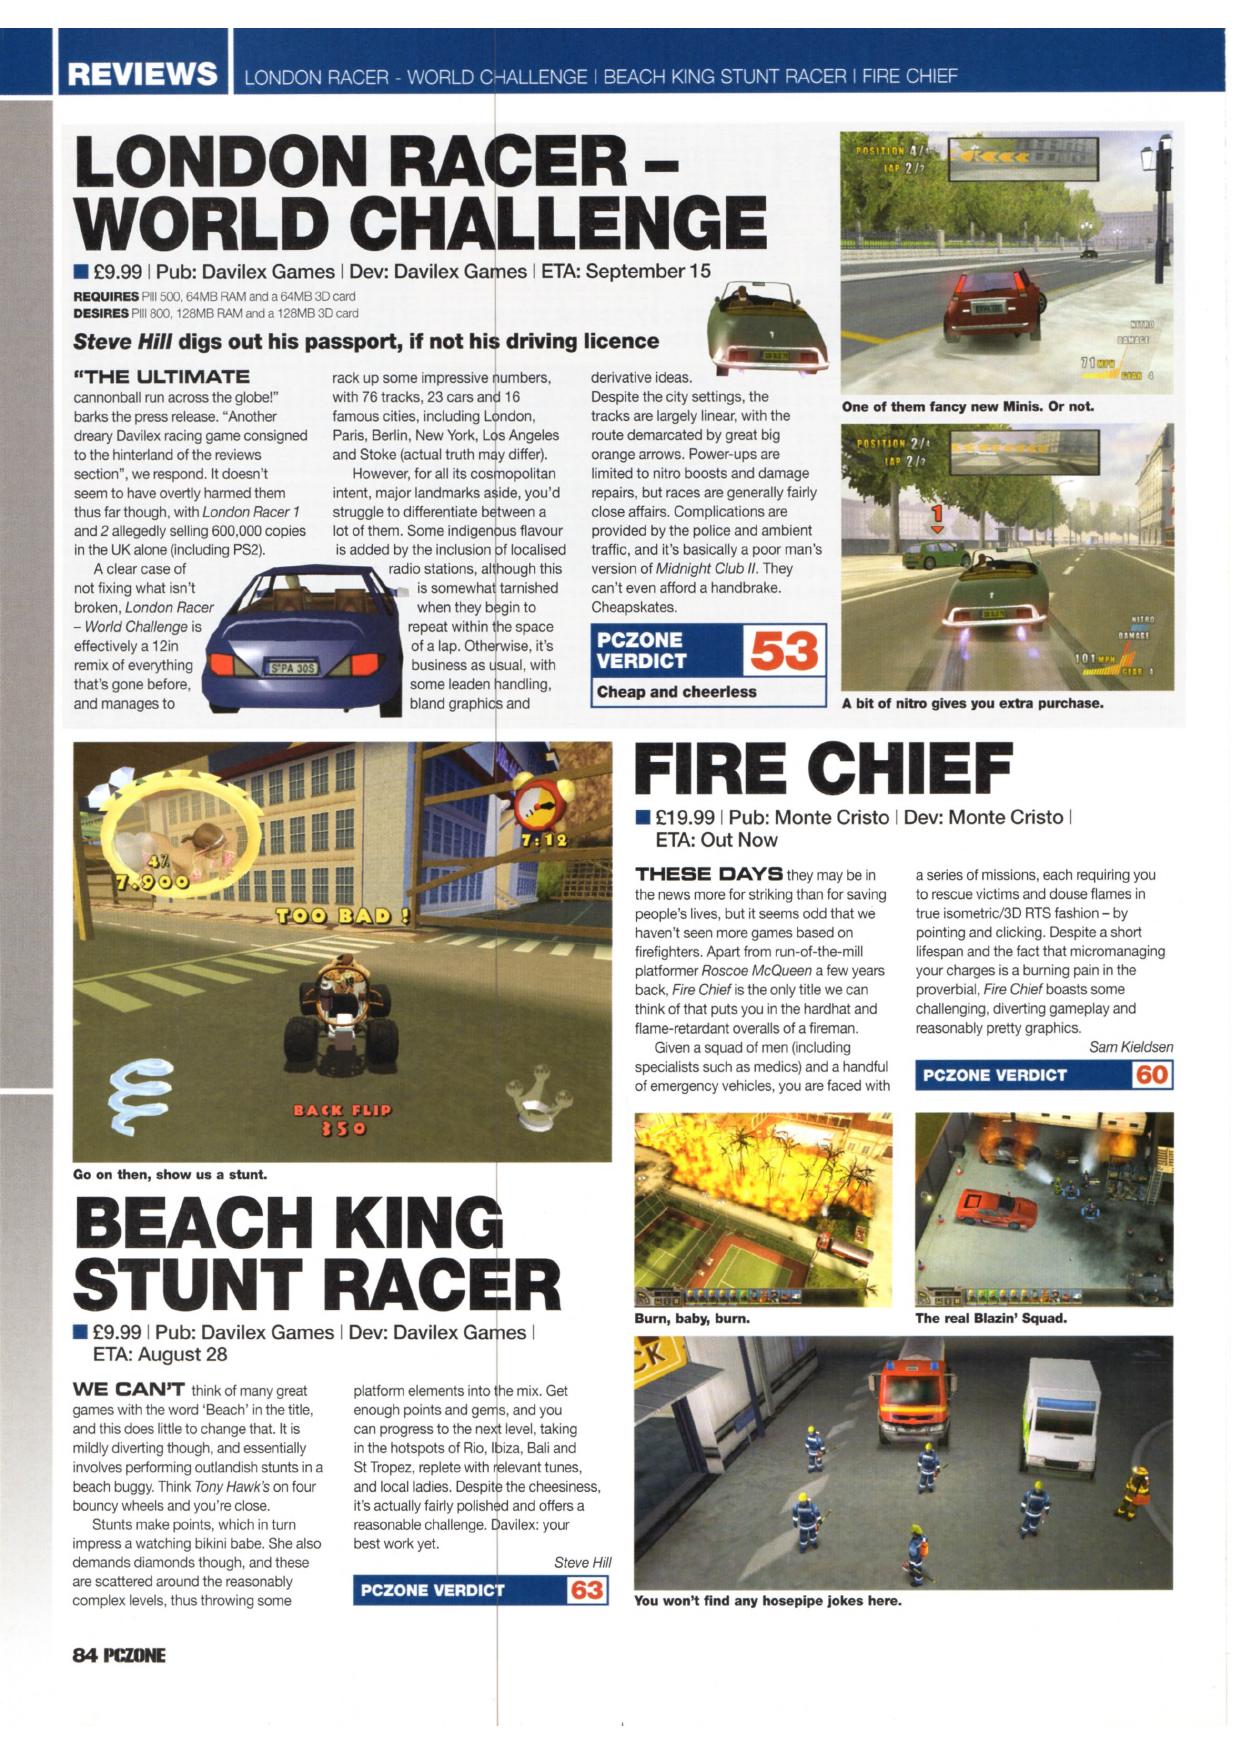 REVIEWS
LONDON RACER - WORLD CHALLENGE | BEACH KING STUNT RACER | FIRE CHIEF
LONDON RACER –
WORLD CHALLENGE
£9.99 | Pub: Davilex Games | Dev: Davilex Games | ETA: September 15
REQUIRES PIII 500, 64MB RAM and a 64MB 3D card
DESIRES PIII 800, 128MB RAM and a 128MB 3D card
Steve Hill digs out his passport, if not his driving licence
“THE ULTIMATE
cannonball run across the globe!”
barks the press release. “Another
dreary Davilex racing game consigned
to the hinterland of the reviews
section”, we respond. It doesn't
seem to have overtly harmed them
thus far though, with London Racer 1
and 2 allegedly selling 600,000 copies
in the UK alone (including PS2).
A clear case of
not fixing what isn't
broken, London Racer
– World Challenge is
effectively a 12in
remix of everything
that's gone before,
and manages to
rack up some impressive numbers,
with 76 tracks, 23 cars and 16
famous cities, including London,
Paris, Berlin, New York, Los Angeles
and Stoke (actual truth may differ).
However, for all its cosmopolitan
intent, major landmarks aside, you'd
struggle to differentiate between a
lot of them. Some indigenous flavour
is added by the inclusion of localised
radio stations, although this
is somewhat tarnished
when they begin to
repeat within the space
of a lap. Otherwise, it's
business as usual, with
some leaden handling,
bland graphics and
S*PA 30S
derivative ideas.
Despite the city settings, the
tracks are largely linear, with the
route demarcated by great big
orange arrows. Power-ups are
limited to nitro boosts and damage
repairs, but races are generally fairly
close affairs. Complications are
provided by the police and ambient
traffic, and it's basically a poor man's
version of Midnight Club II. They
can't even afford a handbrake.
Cheapskates.
PCZONE
VERDICT
53
Cheap and cheerless
POSITION 4/
LAP 2/2
NITRO
DAMAGE
71 MPH
GEAR 4
One of them fancy new Minis. Or not.
POSITION 2/
LAP 2/2
1
NITRO
DAMAGE
101 MPH
GEAR
A bit of nitro gives you extra purchase.
4%
7.900
7:12
TOO BAD !
BACK FLIP
350
Go on then, show us a stunt.
BEACH KING
STUNT RACER
£9.99 | Pub: Davilex Games | Dev: Davilex Games |
ETA: August 28
WE CAN'T think of many great
games with the word 'Beach' in the title,
and this does little to change that. It is
mildly diverting though, and essentially
involves performing outlandish stunts in a
beach buggy. Think Tony Hawk's on four
bouncy wheels and you're close.
Stunts make points, which in turn
impress a watching bikini babe. She also
demands diamonds though, and these
are scattered around the reasonably
complex levels, thus throwing some
platform elements into the mix. Get
enough points and gems, and you
can progress to the next level, taking
in the hotspots of Rio, Ibiza, Bali and
St Tropez, replete with relevant tunes,
and local ladies. Despite the cheesiness,
it's actually fairly polished and offers a
reasonable challenge. Davilex: your
best work yet.
Steve Hill
PCZONE VERDICT 63
FIRE CHIEF
£19.99 | Pub: Monte Cristo | Dev: Monte Cristo |
ETA: Out Now
THESE DAYS they may be in
the news more for striking than for saving
people's lives, but it seems odd that we
haven't seen more games based on
firefighters. Apart from run-of-the-mill
platformer Roscoe McQueen a few years
back, Fire Chief is the only title we can
think of that puts you in the hardhat and
flame-retardant overalls of a fireman.
Given a squad of men (including
specialists such as medics) and a handful
of emergency vehicles, you are faced with
a series of missions, each requiring you
to rescue victims and douse flames in
true isometric/3D RTS fashion – by
pointing and clicking. Despite a short
lifespan and the fact that micromanaging
your charges is a burning pain in the
proverbial, Fire Chief boasts some
challenging, diverting gameplay and
reasonably pretty graphics.
Sam Kieldsen
PCZONE VERDICT 60
Burn, baby, burn.
The real Blazin' Squad.
CK
You won't find any hosepipe jokes here.
84 PCZONE